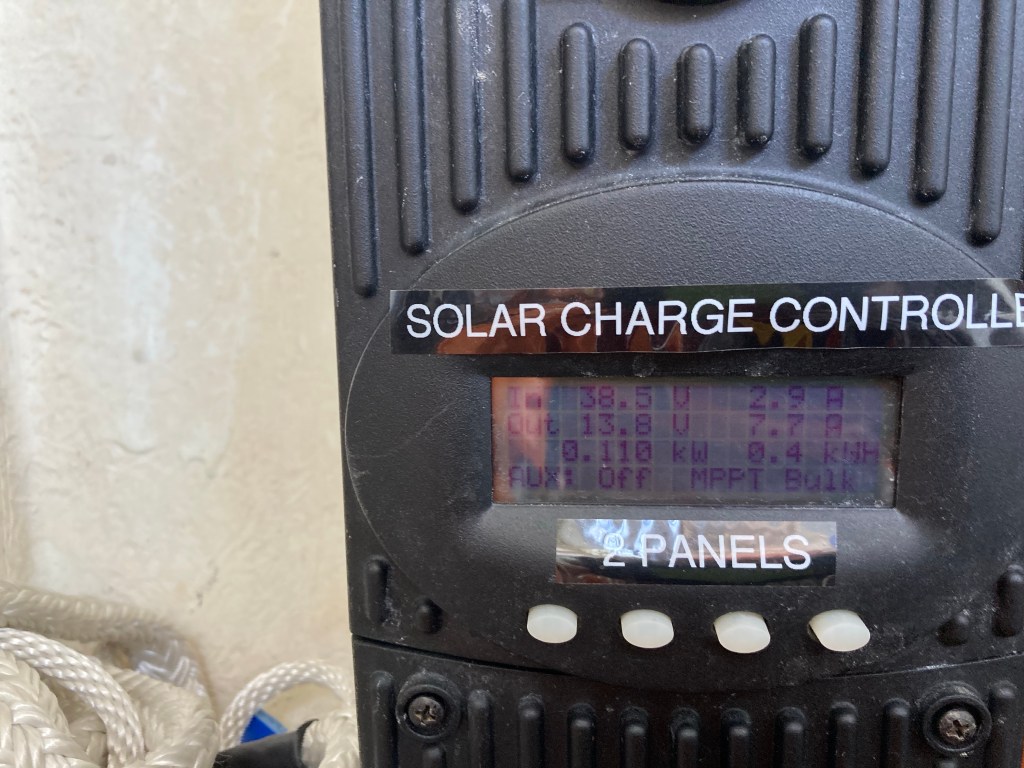 SOLAR CHARGE CONTROLLE
In 38.5 V 2.9 A
Out 13.8 V 7.7 A
0.110 kW 0.4 kWH
AUX: Off MPPT Bulk
2 PANELS